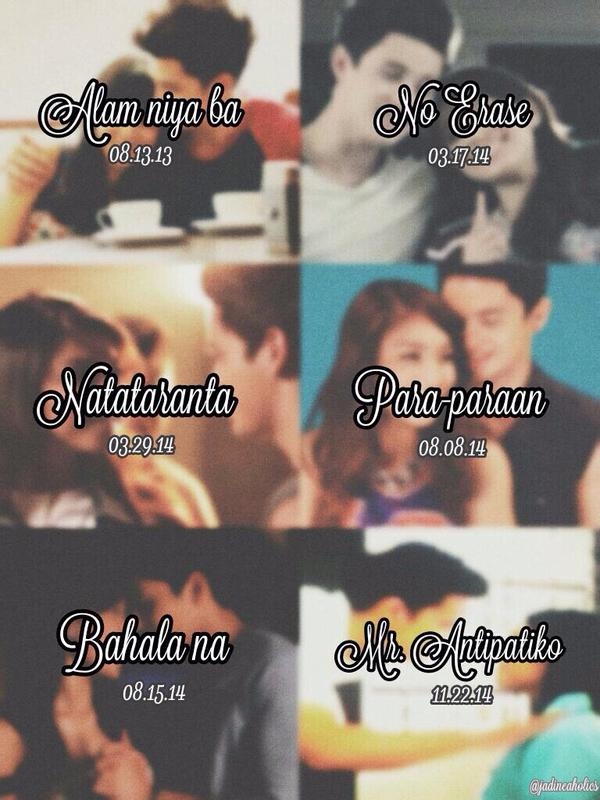 Alam niya ba
08.13.13
No Erase
03.17.14
Natataranta
03.29.14
Para-paraan
08.08.14
Bahala na
08.15.14
Mr. Antipatiko
11.22.14
@jadineaholics